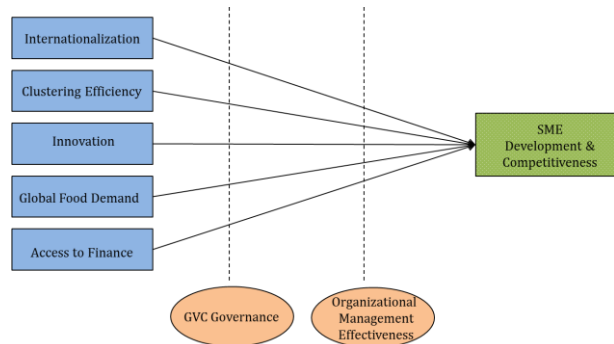 Internationalization
Clustering Efficiency
Innovation
Global Food Demand
Access to Finance
SME
Development &
Competitiveness
GVC Governance
Organizational
Management
Effectiveness